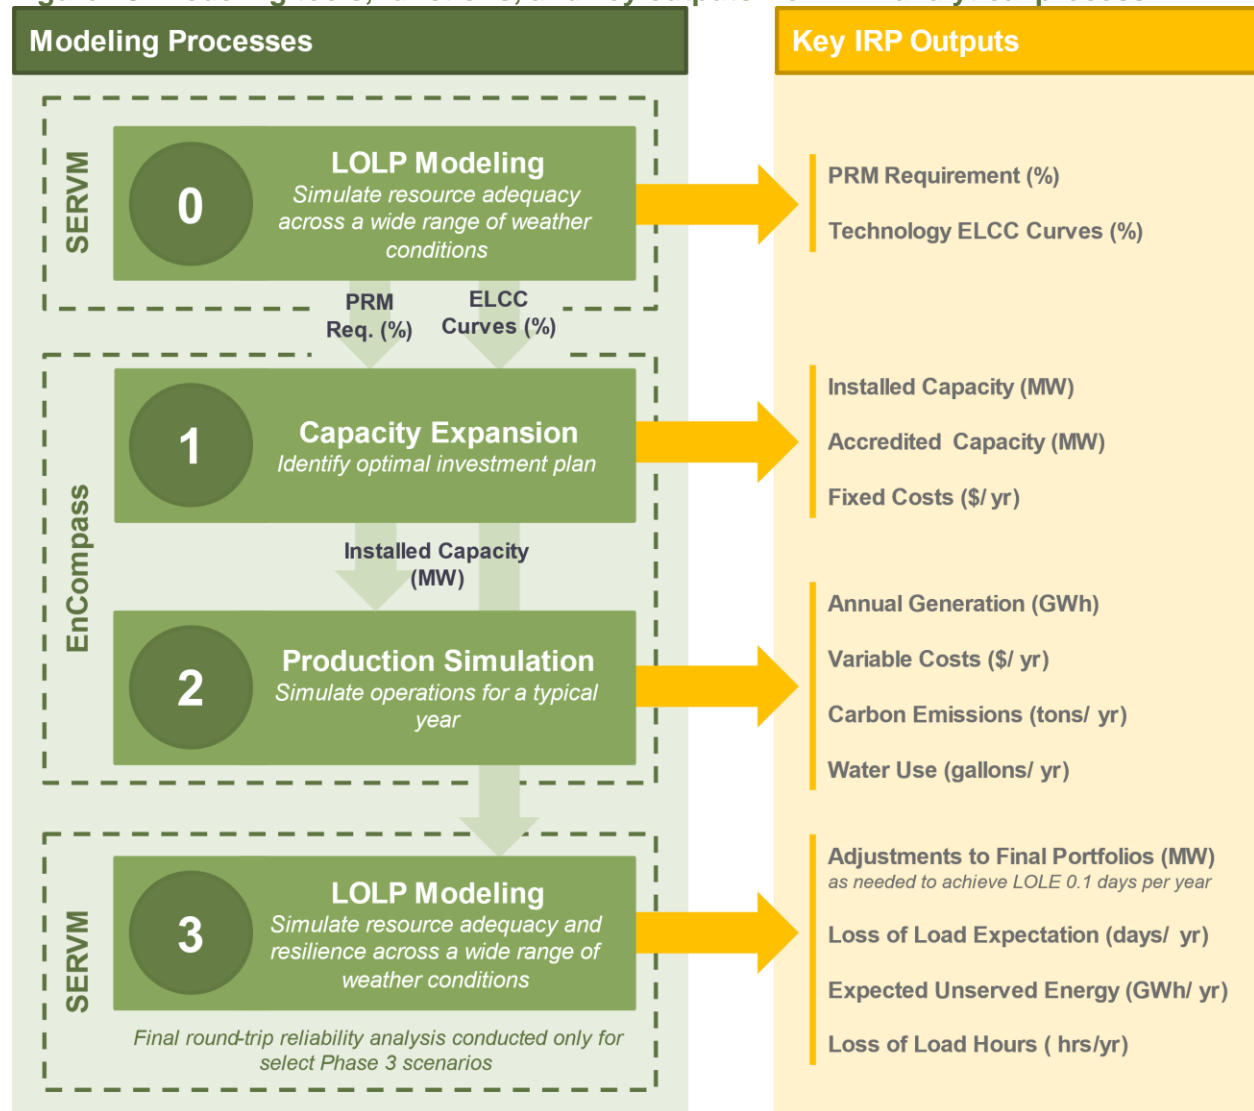 Modeling Processes
Key IRP Outputs
SERVM
0
LOLP Modeling
Simulate resource adequacy
across a wide range of weather
conditions
PRM Requirement (%)
Technology ELCC Curves (%)
PRM
Req. (%)
ELCC
Curves (%)
EnCompass
1
Capacity Expansion
Identify optimal investment plan
Installed Capacity (MW)
Accredited Capacity (MW)
Fixed Costs ($/ yr)
Installed Capacity
(MW)
2
Production Simulation
Simulate operations for a typical
year
Annual Generation (GWh)
Variable Costs ($/ yr)
Carbon Emissions (tons/ yr)
Water Use (gallons/ yr)
SERVM
3
LOLP Modeling
Simulate resource adequacy and
resilience across a wide range of
weather conditions
Final round-trip reliability analysis conducted only for
select Phase 3 scenarios
Adjustments to Final Portfolios (MW)
as needed to achieve LOLE 0.1 days per year
Loss of Load Expectation (days/ yr)
Expected Unserved Energy (GWh/ yr)
Loss of Load Hours ( hrs/yr)